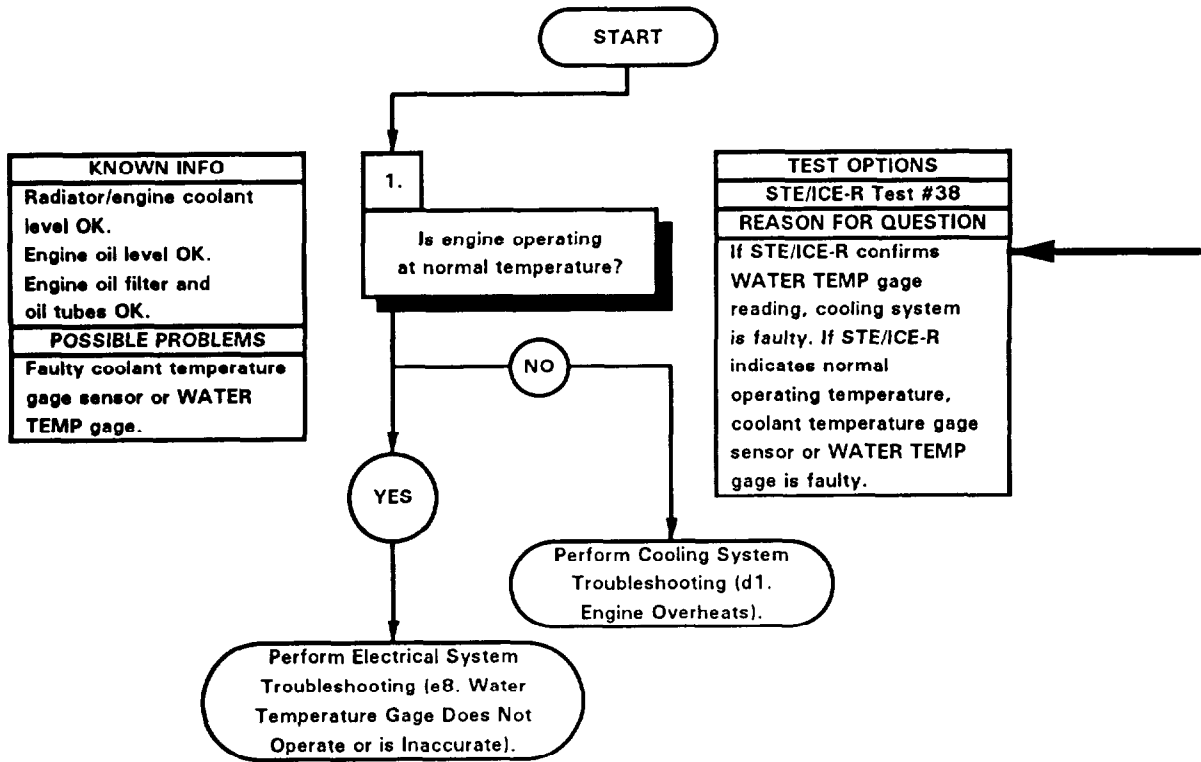 START
KNOWN INFO
Radiator/engine coolant
level OK.
Engine oil level OK.
Engine oil filter and
oil tubes OK.
POSSIBLE PROBLEMS
Faulty coolant temperature
gage sensor or WATER
TEMP gage.
1.
Is engine operating
at normal temperature?
TEST OPTIONS
STE/ICE-R Test #38
REASON FOR QUESTION
If STE/ICE-R confirms
WATER TEMP gage
reading, cooling system
is faulty. If STE/ICE-R
indicates normal
operating temperature,
coolant temperature gage
sensor or WATER TEMP
gage is faulty.
NO
YES
Perform Cooling System
Troubleshooting (d1.
Engine Overheats).
Perform Electrical System
Troubleshooting (e8. Water
Temperature Gage Does Not
Operate or is Inaccurate).